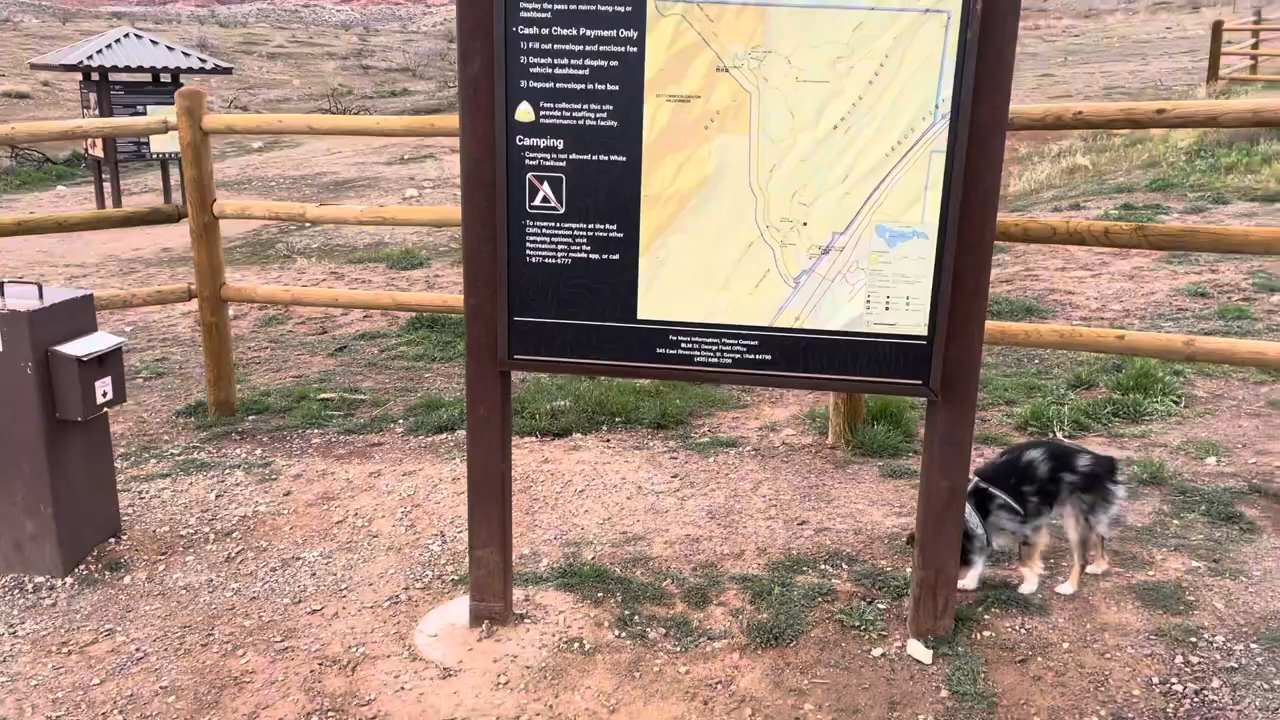 Display the pass on mirror hang-tag or
dashboard.
• Cash or Check Payment Only
1) Fill out envelope and enclose fee
2) Detach stub and display on
vehicle dashboard
3) Deposit envelope in fee box
Fees collected at this site
provide for staffing and
maintenance of this facility.
Camping
• Camping is not allowed at the White
Reef Trailhead
• To reserve a campsite at the Red
Cliffs Recreation Area or view other
camping options, visit
Recreation.gov, use the
Recreation.gov mobile app, or call
1-877-444-6777
COTTONWOOD CANYON
WILDERNESS
RED
WHITE REEF
LEEDS
For More Information, Please Contact:
BLM St. George Field Office
345 East Riverside Drive, St. George, Utah 84790
(435) 688-3200